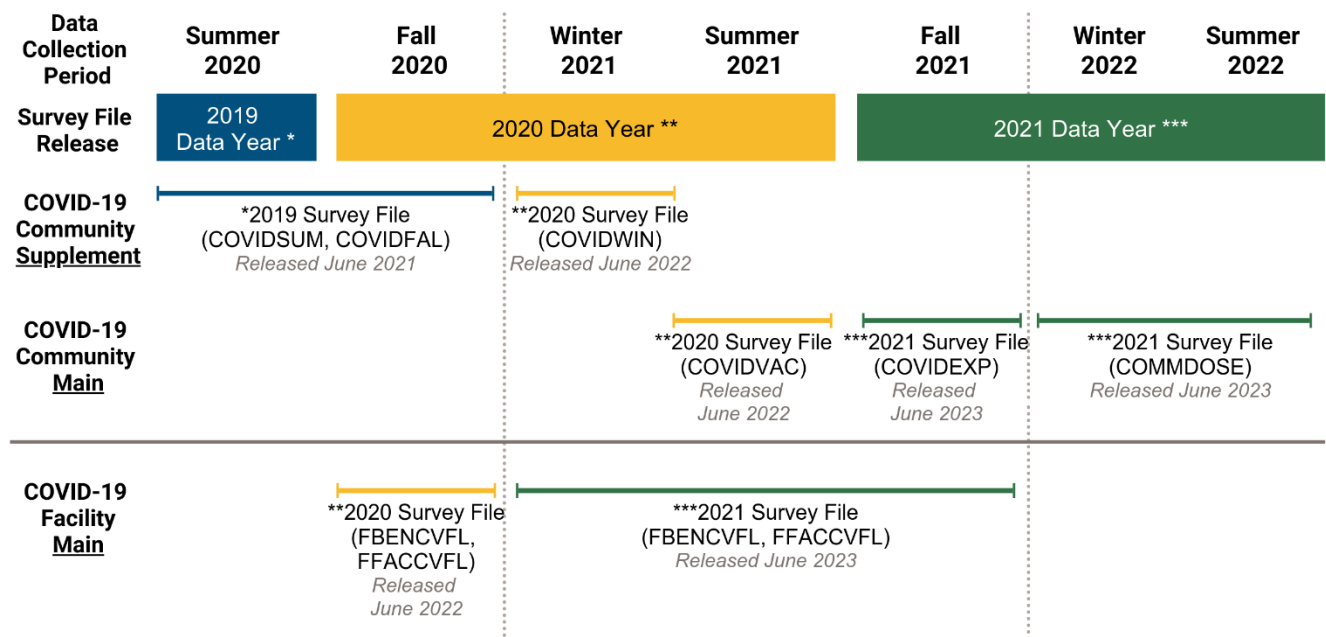 Data
Collection
Period
Summer
2020
Fall
2020
Winter
2021
Summer
2021
Fall
2021
Winter
2022
Summer
2022
Survey File
Release
2019
Data Year *
2020 Data Year **
2021 Data Year ***
COVID-19
Community
Supplement
*2019 Survey File
(COVIDSUM, COVIDFAL)
Released June 2021
**2020 Survey File
(COVIDWIN)
Released June 2022
COVID-19
Community
Main
**2020 Survey File
(COVIDVAC)
Released
June 2022
***2021 Survey File
(COVIDEXP)
Released
June 2023
***2021 Survey File
(COMMDOSE)
Released June 2023
COVID-19
Facility
Main
**2020 Survey File
(FBENCVFL,
FFACCVFL)
Released
June 2022
***2021 Survey File
(FBENCVFL, FFACCVFL)
Released June 2023